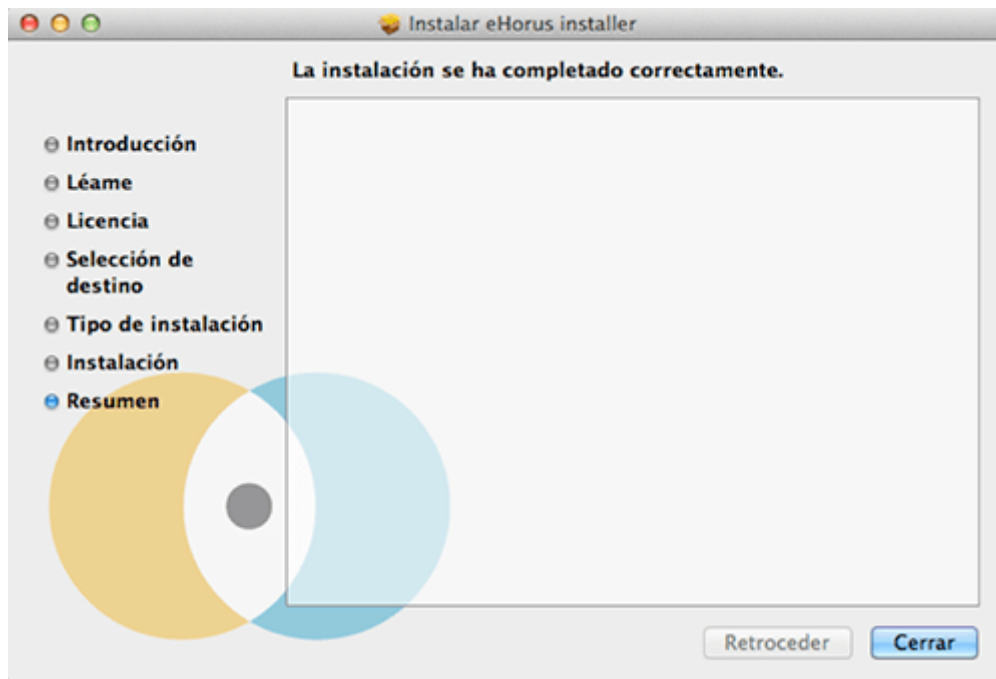 Instalar eHorus installer
La instalación se ha completado correctamente.
Introducción
Léame
Licencia
Selección de
destino
Tipo de instalación
Instalación
Resumen
Retroceder
Cerrar